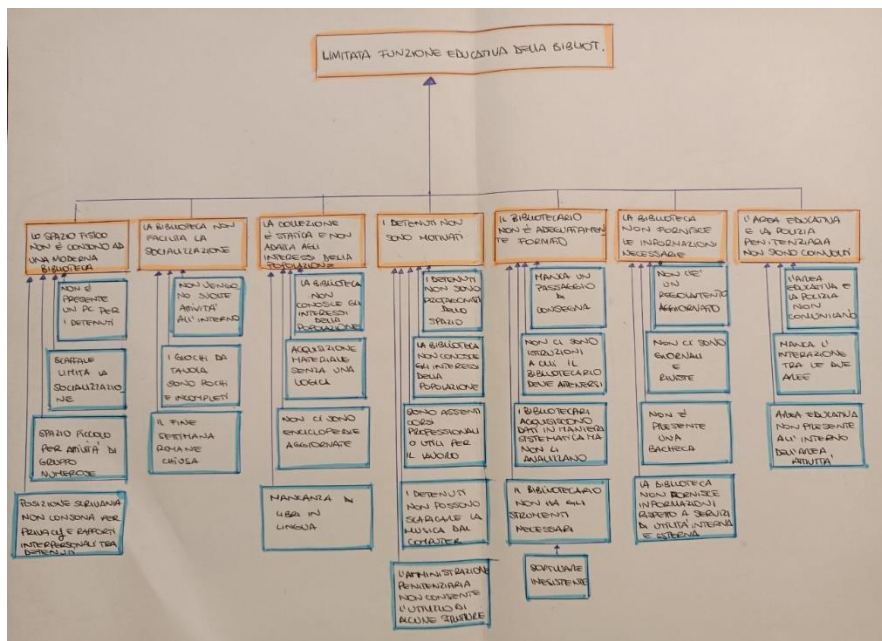 LIMITATA FUNZIONE EDUCATIVA DELLA BIBLIOT.
LO SPAZIO FISICO
NON È CONSONO AD
UNA MODERNA
BIBLIOTECA
NON È
PRESENTE
UN PC PER
I DETENUTI
SCAFFALE
LIMITA LA
SOCIALIZZAZIO
NE
SPAZIO PICCOLO
PER ATTIVITÀ DI
GRUPPO
NUMEROSE
POSIZIONE SCRIVANIA
NON CONSONA PER
PRIVACY E RAPPORTI
INTERPERSONALI TRA
DETENUTI
LA BIBLIOTECA NON
FACILITA LA
SOCIALIZZAZIONE
NON VENGO
NO SVOLTE
ATTIVITÀ
ALL'INTERNO
I GIOCHI DA
TAVOLA
SONO POCHI
E INCOMPLETI
IL FINE
SETTIMANA
RIMANE
CHIUSA
LA COLLEZIONE
È STATICA E NON
ADATTA AGLI
INTERESSI DELLA
POPOLAZIONE
LA BIBLIOTECA
NON
CONOSCE GLI
INTERESSI
DELLA
POPOLAZIONE
ACQUISIZIONE
MATERIALE
SENZA UNA
LOGICA
NON CI SONO
ENCICLOPEDIE
AGGIORNATE
MANCANZA DI
LIBRI IN
LINGUA
I DETENUTI NON
SONO MOTIVATI
I DETENUTI
NON SONO
PROTAGONISTI
DELLO
SPAZIO
LA BIBLIOTECA
NON CONOSCE
GLI INTERESSI
DELLA
POPOLAZIONE
SONO ASSENTI
CORSI
PROFESSIONALI
O UTILI PER
IL LAVORO
I DETENUTI
NON POSSONO
SCARICARE LA
MUSICA DAL
COMPUTER
L'AMMINISTRAZIONE
PENITENZIARIA
NON CONSENTE
L'UTILIZZO DI
ALCUNE STRUTTURE
IL BIBLIOTECARIO
NON È ADEGUATAMEN
TE FORMATO
MANCA UN
PASSAGGIO DI
CONSEGNA
NON CI SONO
ISTRUZIONI
A CUI IL
BIBLIOTECARIO
DEVE ATTENERSI
I BIBLIOTECARI
ACQUISISCONO
DATI IN MANIERA
SISTEMATICA MA
NON LI
ANALIZZANO
IL BIBLIOTECARIO
NON HA GLI
STRUMENTI
NECESSARI
SOFTWARE
INESISTENTE
LA BIBLIOTECA
NON FORNISCE
LE INFORMAZIONI
NECESSARIE
NON C'È
UN
REGOLAMENTO
AGGIORNATO
NON CI SONO
GIORNALI
E
RIVISTE
NON È
PRESENTE
UNA
BACHECA
LA BIBLIOTECA
NON FORNISCE
INFORMAZIONI
RISPETTO A SERVIZI
DI UTILITÀ INTERNA
E ESTERNA
L'AREA EDUCATIVA
E LA POLIZIA
PENITENZIARIA
NON SONO COINVOLTI
L'AREA
EDUCATIVA E
LA POLIZIA
NON
COMUNICANO
MANCA L'
INTERAZIONE
TRA LE DUE
AREE
AREA EDUCATIVA
NON PRESENTE
ALL'INTERNO
DELL'AREA
ATTIVITÀ